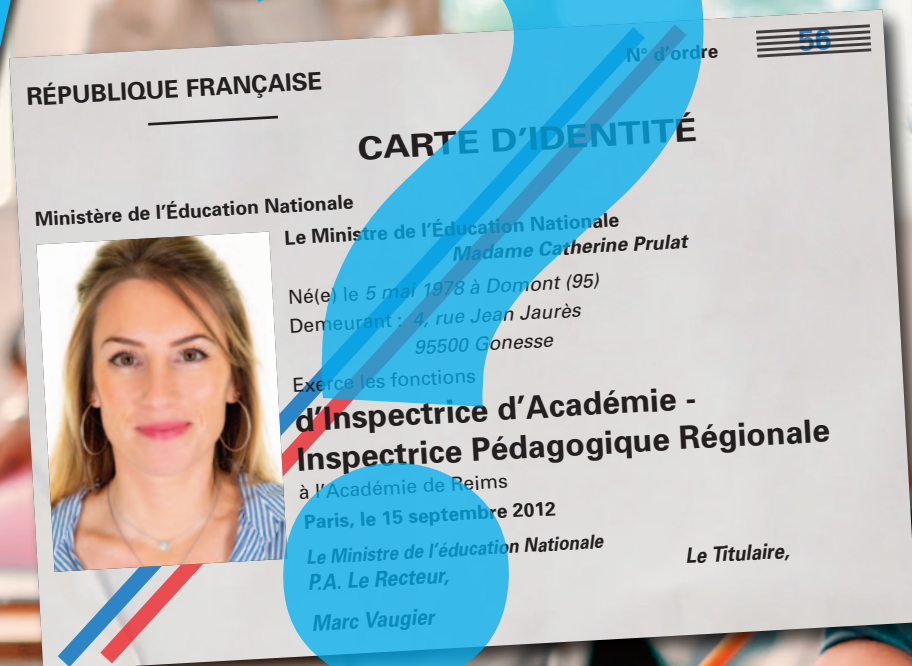 N° d'ordre 56
RÉPUBLIQUE FRANÇAISE
CARTE D'IDENTITÉ
Ministère de l'Éducation Nationale
Le Ministre de l'Éducation Nationale
Madame Catherine Prulat
Né(e) le 5 mai 1978 à Domont (95)
Demeurant : 4, rue Jean Jaurès
95500 Gonesse
Exerce les fonctions
d'Inspectrice d'Académie -
Inspectrice Pédagogique Régionale
à l'Académie de Reims
Paris, le 15 septembre 2012
Le Ministre de l'éducation Nationale
P.A. Le Recteur,
Marc Vaugier
Le Titulaire,
?